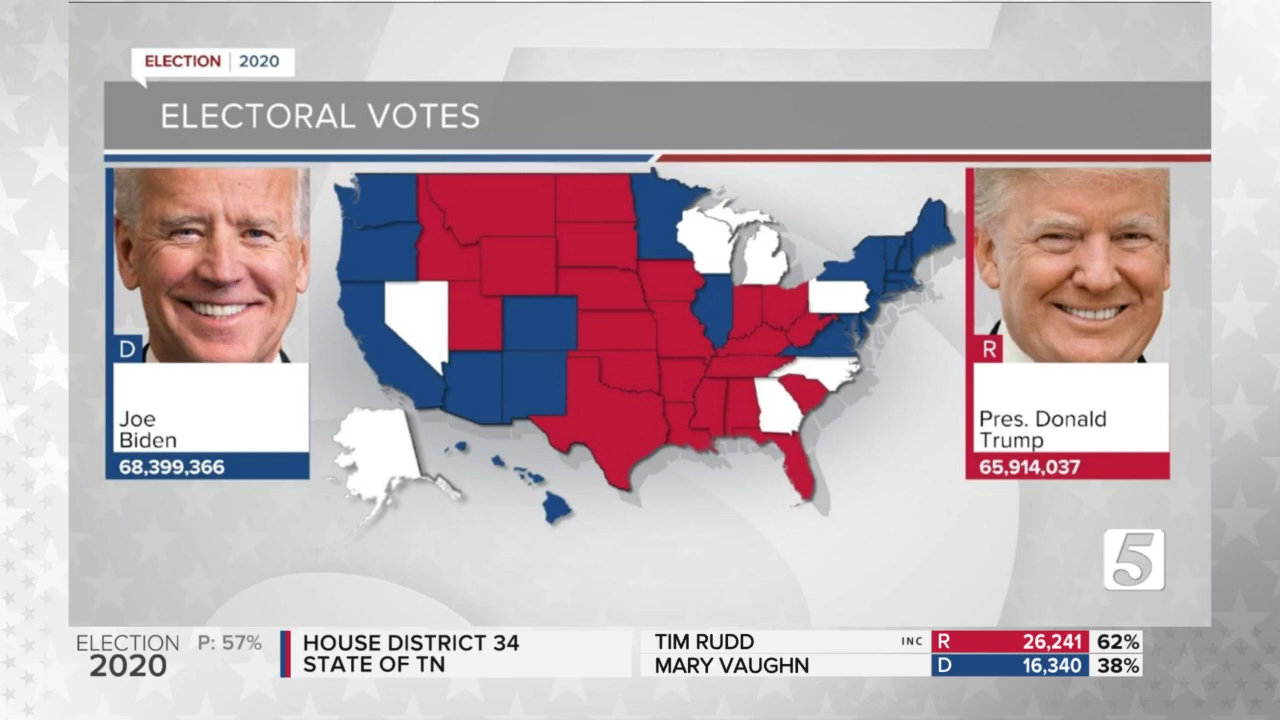 ELECTION 2020
ELECTORAL VOTES
D
Joe
Biden
68,399,366
R
Pres. Donald
Trump
65,914,037
5
ELECTION P: 57%
2020
HOUSE DISTRICT 34
STATE OF TN
TIM RUDD INC R 26,241 62%
MARY VAUGHN D 16,340 38%